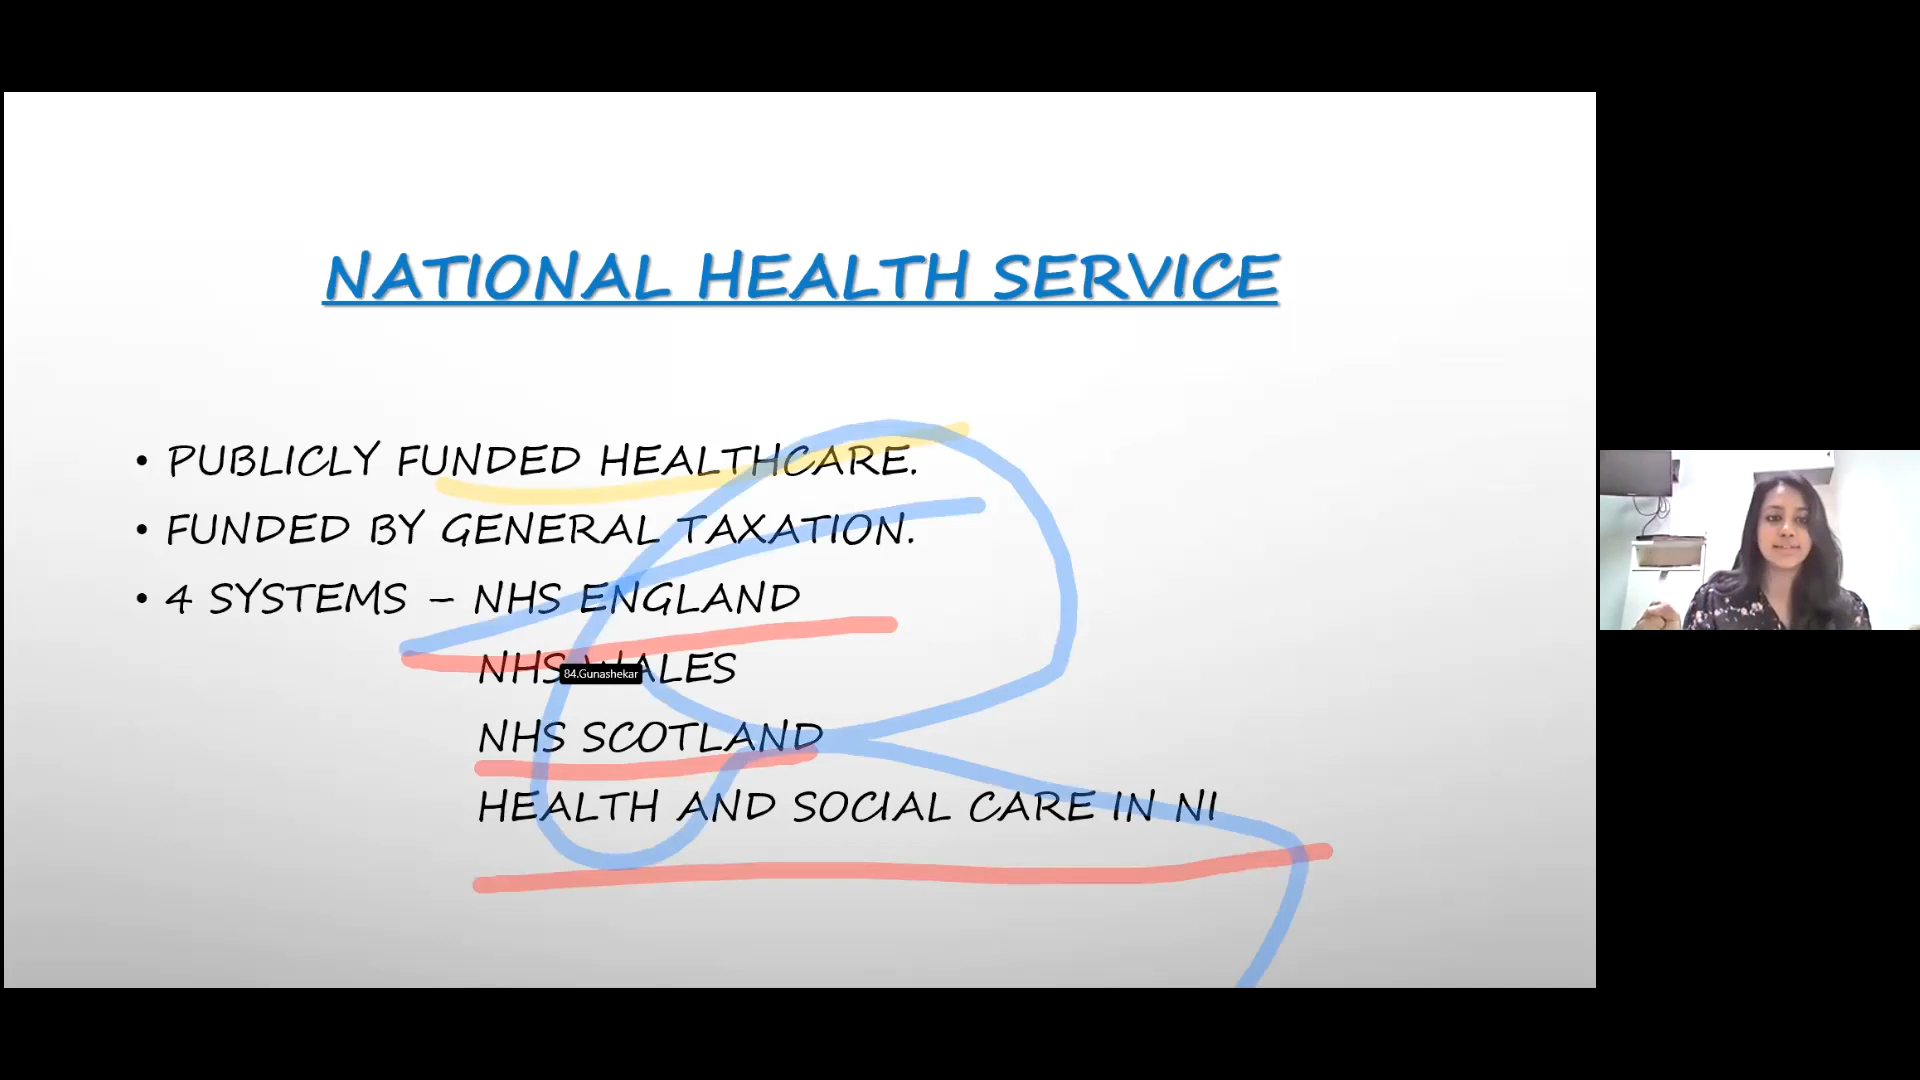 NATIONAL HEALTH SERVICE
• PUBLICLY FUNDED HEALTHCARE.
• FUNDED BY GENERAL TAXATION.
• 4 SYSTEMS – NHS ENGLAND
NHS WALES
84.Gunashekar
NHS SCOTLAND
HEALTH AND SOCIAL CARE IN NI